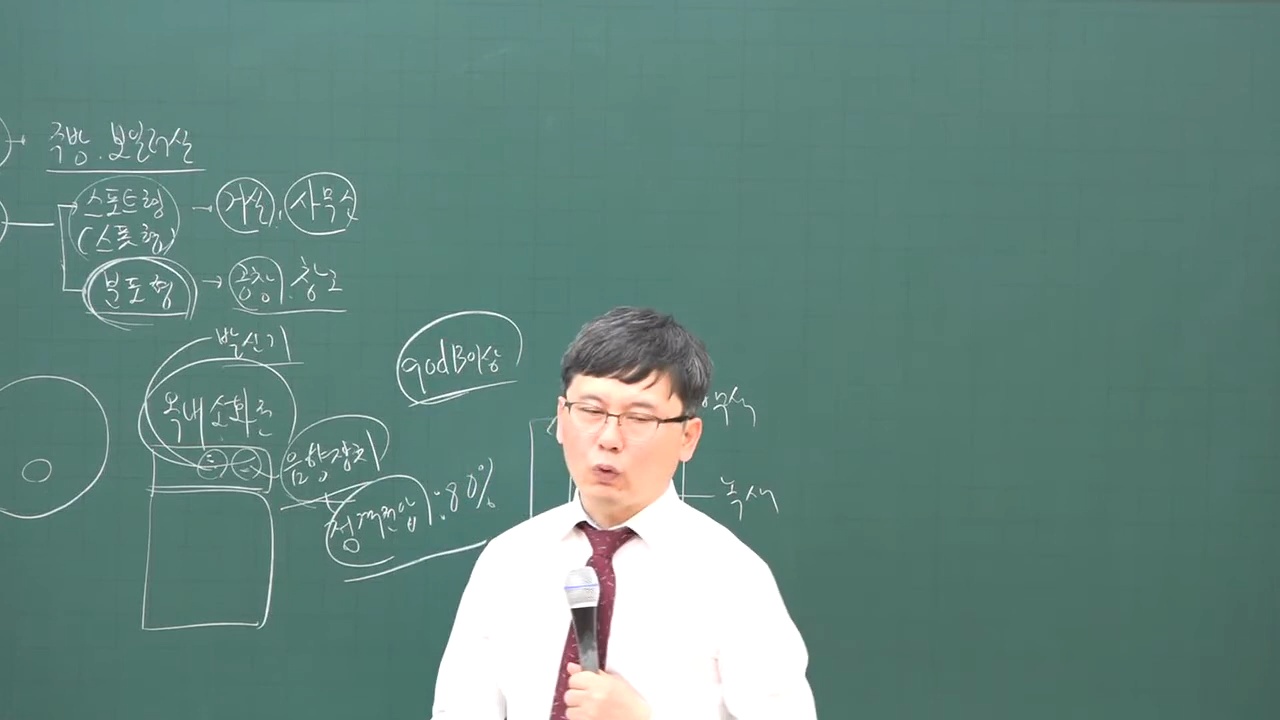 주방. 보일러실
스포트형 → 거실, 사무실
(스폿형)
분포형 → 공장. 창고
발신기
90dB이상
옥내소화전
음향장치
정격전압 : 80%
녹색